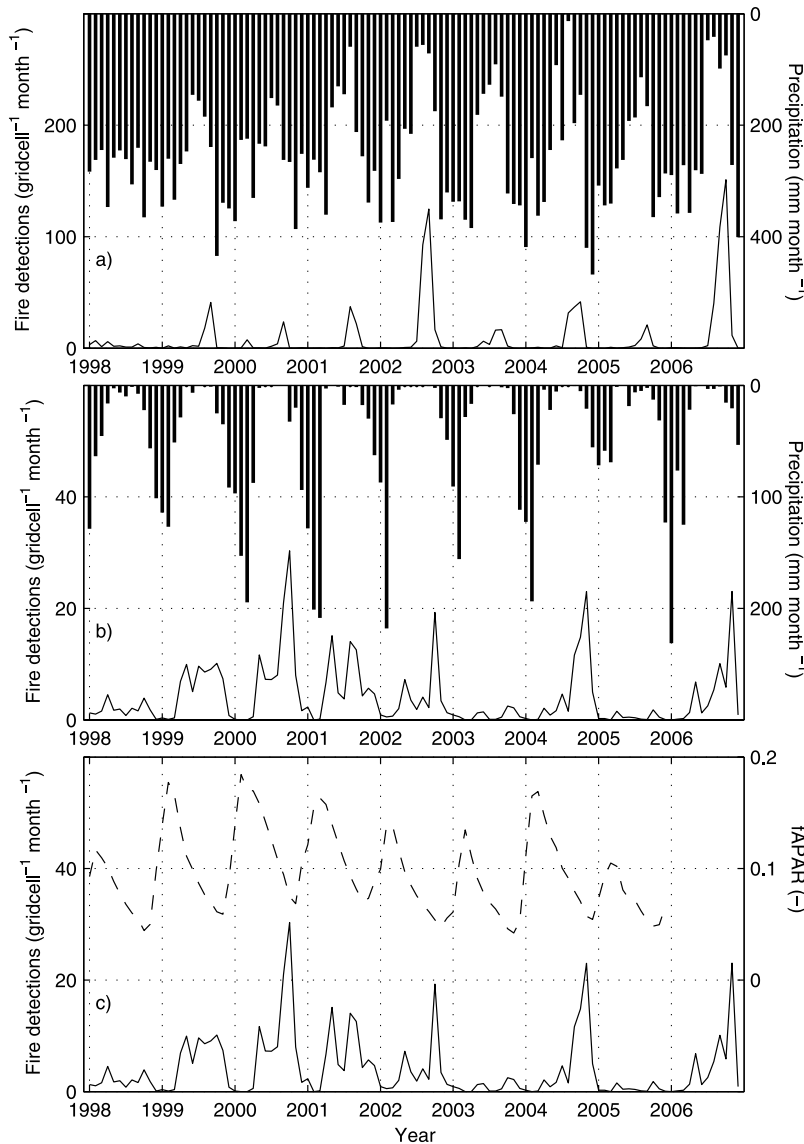 Fire detections (gridcell⁻¹ month⁻¹)
200
100
0
a)
0
200
400
Precipitation (mm month⁻¹)
1998 1999 2000 2001 2002 2003 2004 2005 2006
Fire detections (gridcell⁻¹ month⁻¹)
40
20
0
b)
0
100
200
Precipitation (mm month⁻¹)
1998 1999 2000 2001 2002 2003 2004 2005 2006
Fire detections (gridcell⁻¹ month⁻¹)
40
20
0
c)
0.2
0.1
0
fAPAR (−)
1998 1999 2000 2001 2002 2003 2004 2005 2006
Year